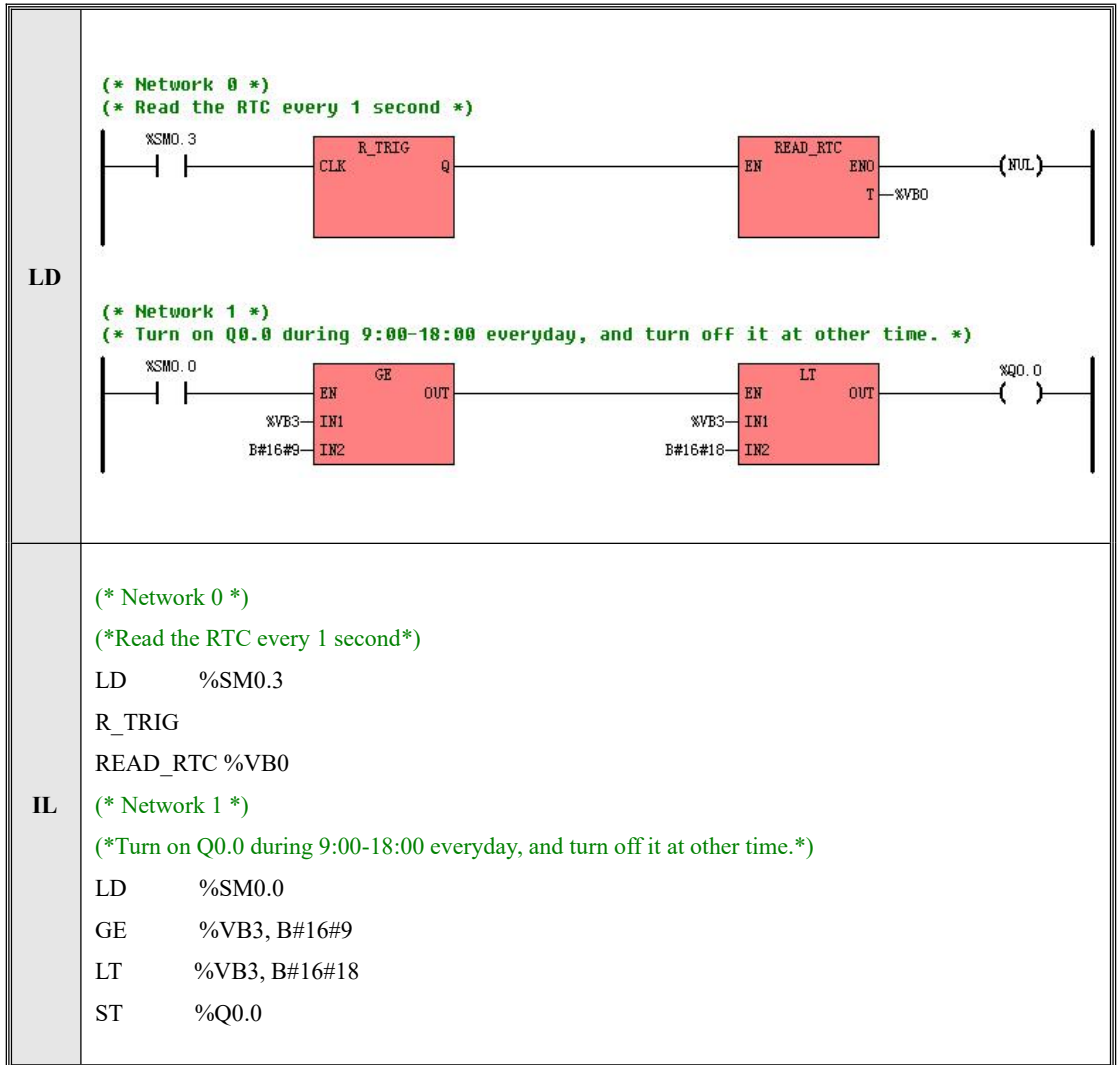 LD
(* Network 0 *)
(* Read the RTC every 1 second *)
%SM0.3
R_TRIG
CLK Q
READ_RTC
EN ENO
T %VB0
(NUL)
(* Network 1 *)
(* Turn on Q0.0 during 9:00-18:00 everyday, and turn off it at other time. *)
%SM0.0
GE
EN OUT
%VB3 IN1
B#16#9 IN2
LT
EN OUT
%VB3 IN1
B#16#18 IN2
%Q0.0
( )
IL
(* Network 0 *)
(*Read the RTC every 1 second*)
LD %SM0.3
R_TRIG
READ_RTC %VB0
(* Network 1 *)
(*Turn on Q0.0 during 9:00-18:00 everyday, and turn off it at other time.*)
LD %SM0.0
GE %VB3, B#16#9
LT %VB3, B#16#18
ST %Q0.0